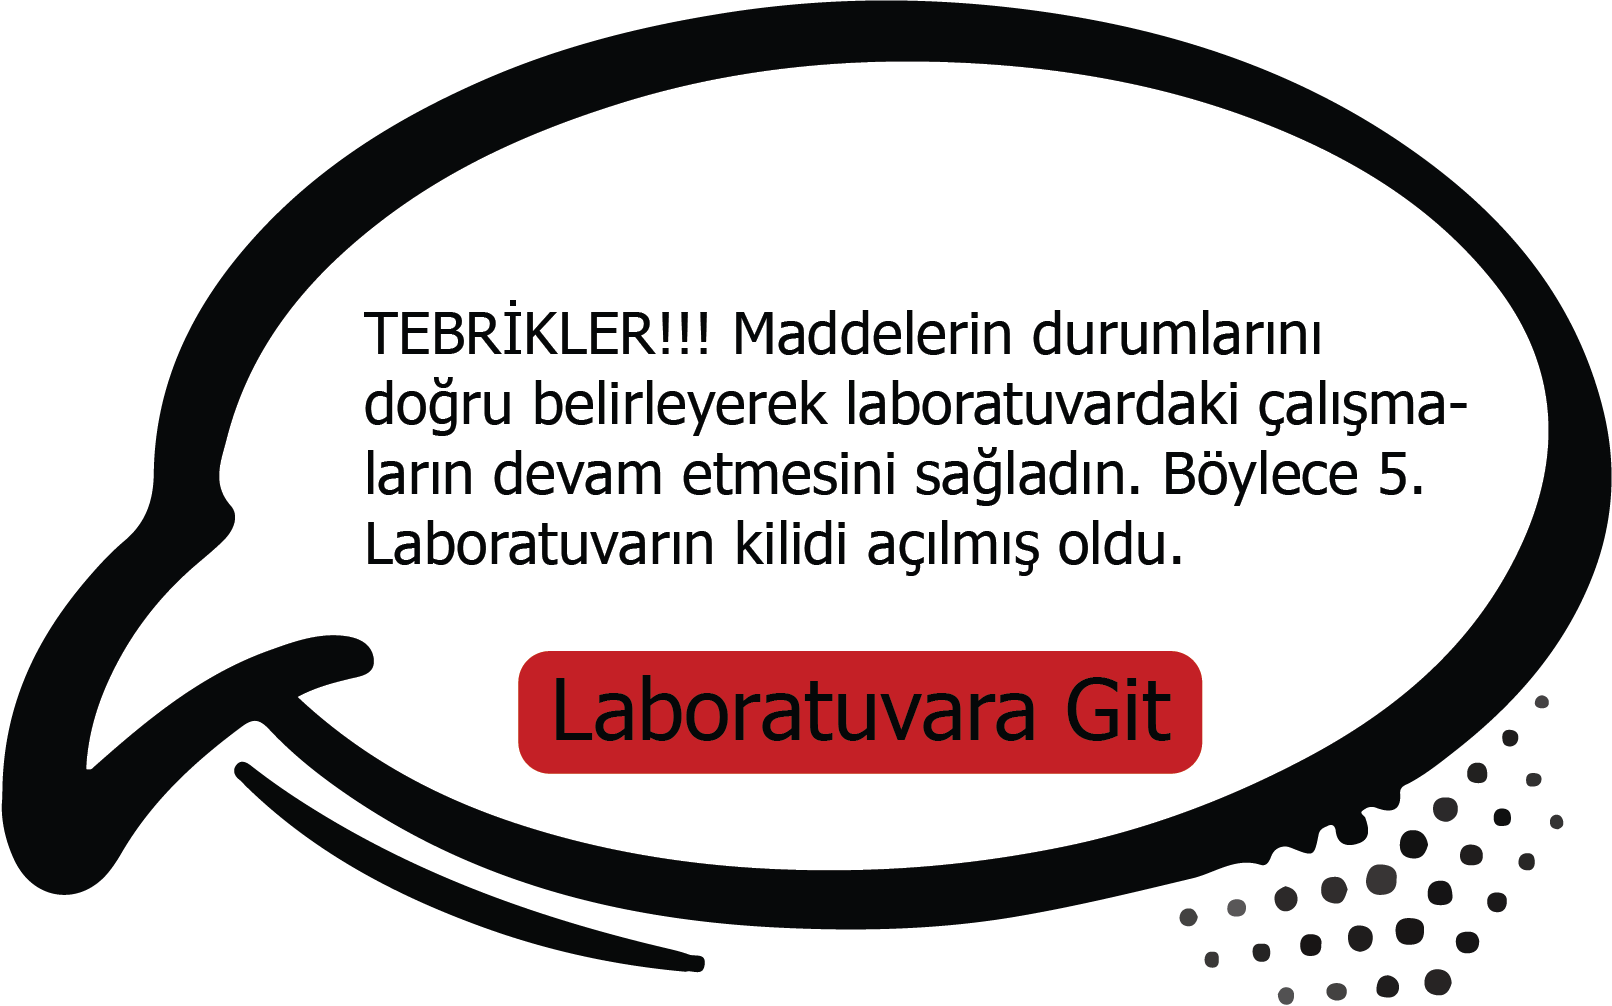 TEBRİKLER!!! Maddelerin durumlarını
doğru belirleyerek laboratuvardaki çalışma-
ların devam etmesini sağladın. Böylece 5.
Laboratuvarın kilidi açılmış oldu.
Laboratuvara Git